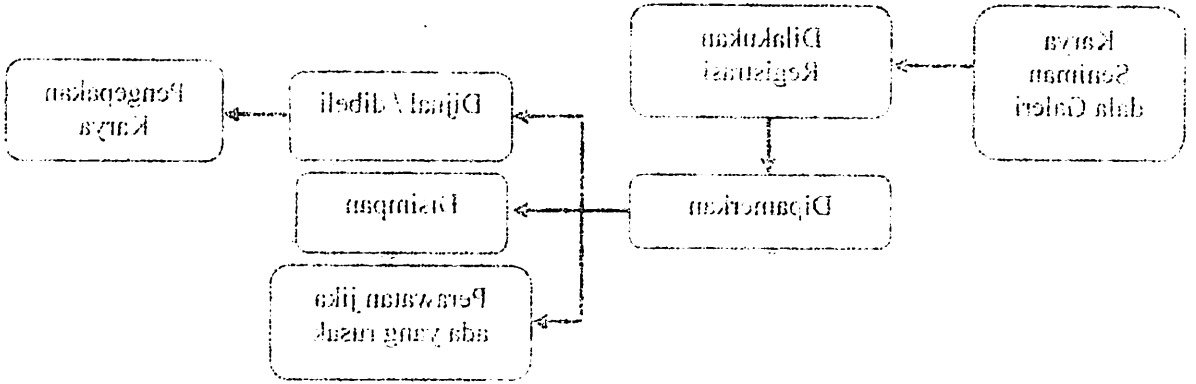 Karya
Seniman
dala Galeri
Dilakukan
Registrasi
Dipamerkan
Dijual / dibeli
Disimpan
Perawatan jika
ada yang rusak
Pengepakan
Karya